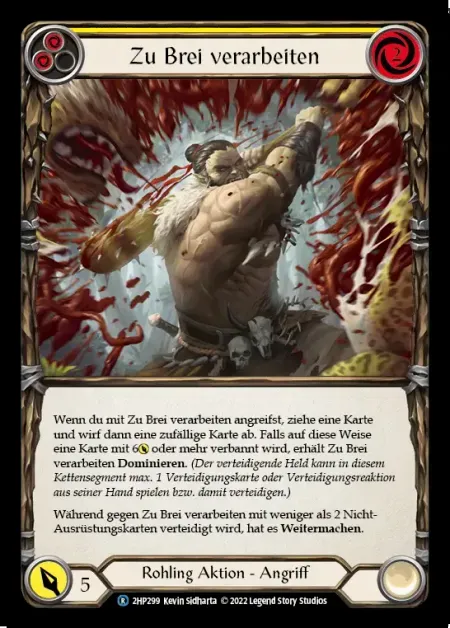 Zu Brei verarbeiten
2
Wenn du mit Zu Brei verarbeiten angreifst, ziehe eine Karte
und wirf dann eine zufällige Karte ab. Falls auf diese Weise
eine Karte mit 6 oder mehr verbannt wird, erhält Zu Brei
verarbeiten Dominieren. (Der verteidigende Held kann in diesem
Kettensegment max. 1 Verteidigungskarte oder Verteidigungsreaktion
aus seiner Hand spielen bzw. damit verteidigen.)
Während gegen Zu Brei verarbeiten mit weniger als 2 Nicht-
Ausrüstungskarten verteidigt wird, hat es Weitermachen.
5
Rohling Aktion - Angriff
R 2HP299 Kevin Sidharta © 2022 Legend Story Studios